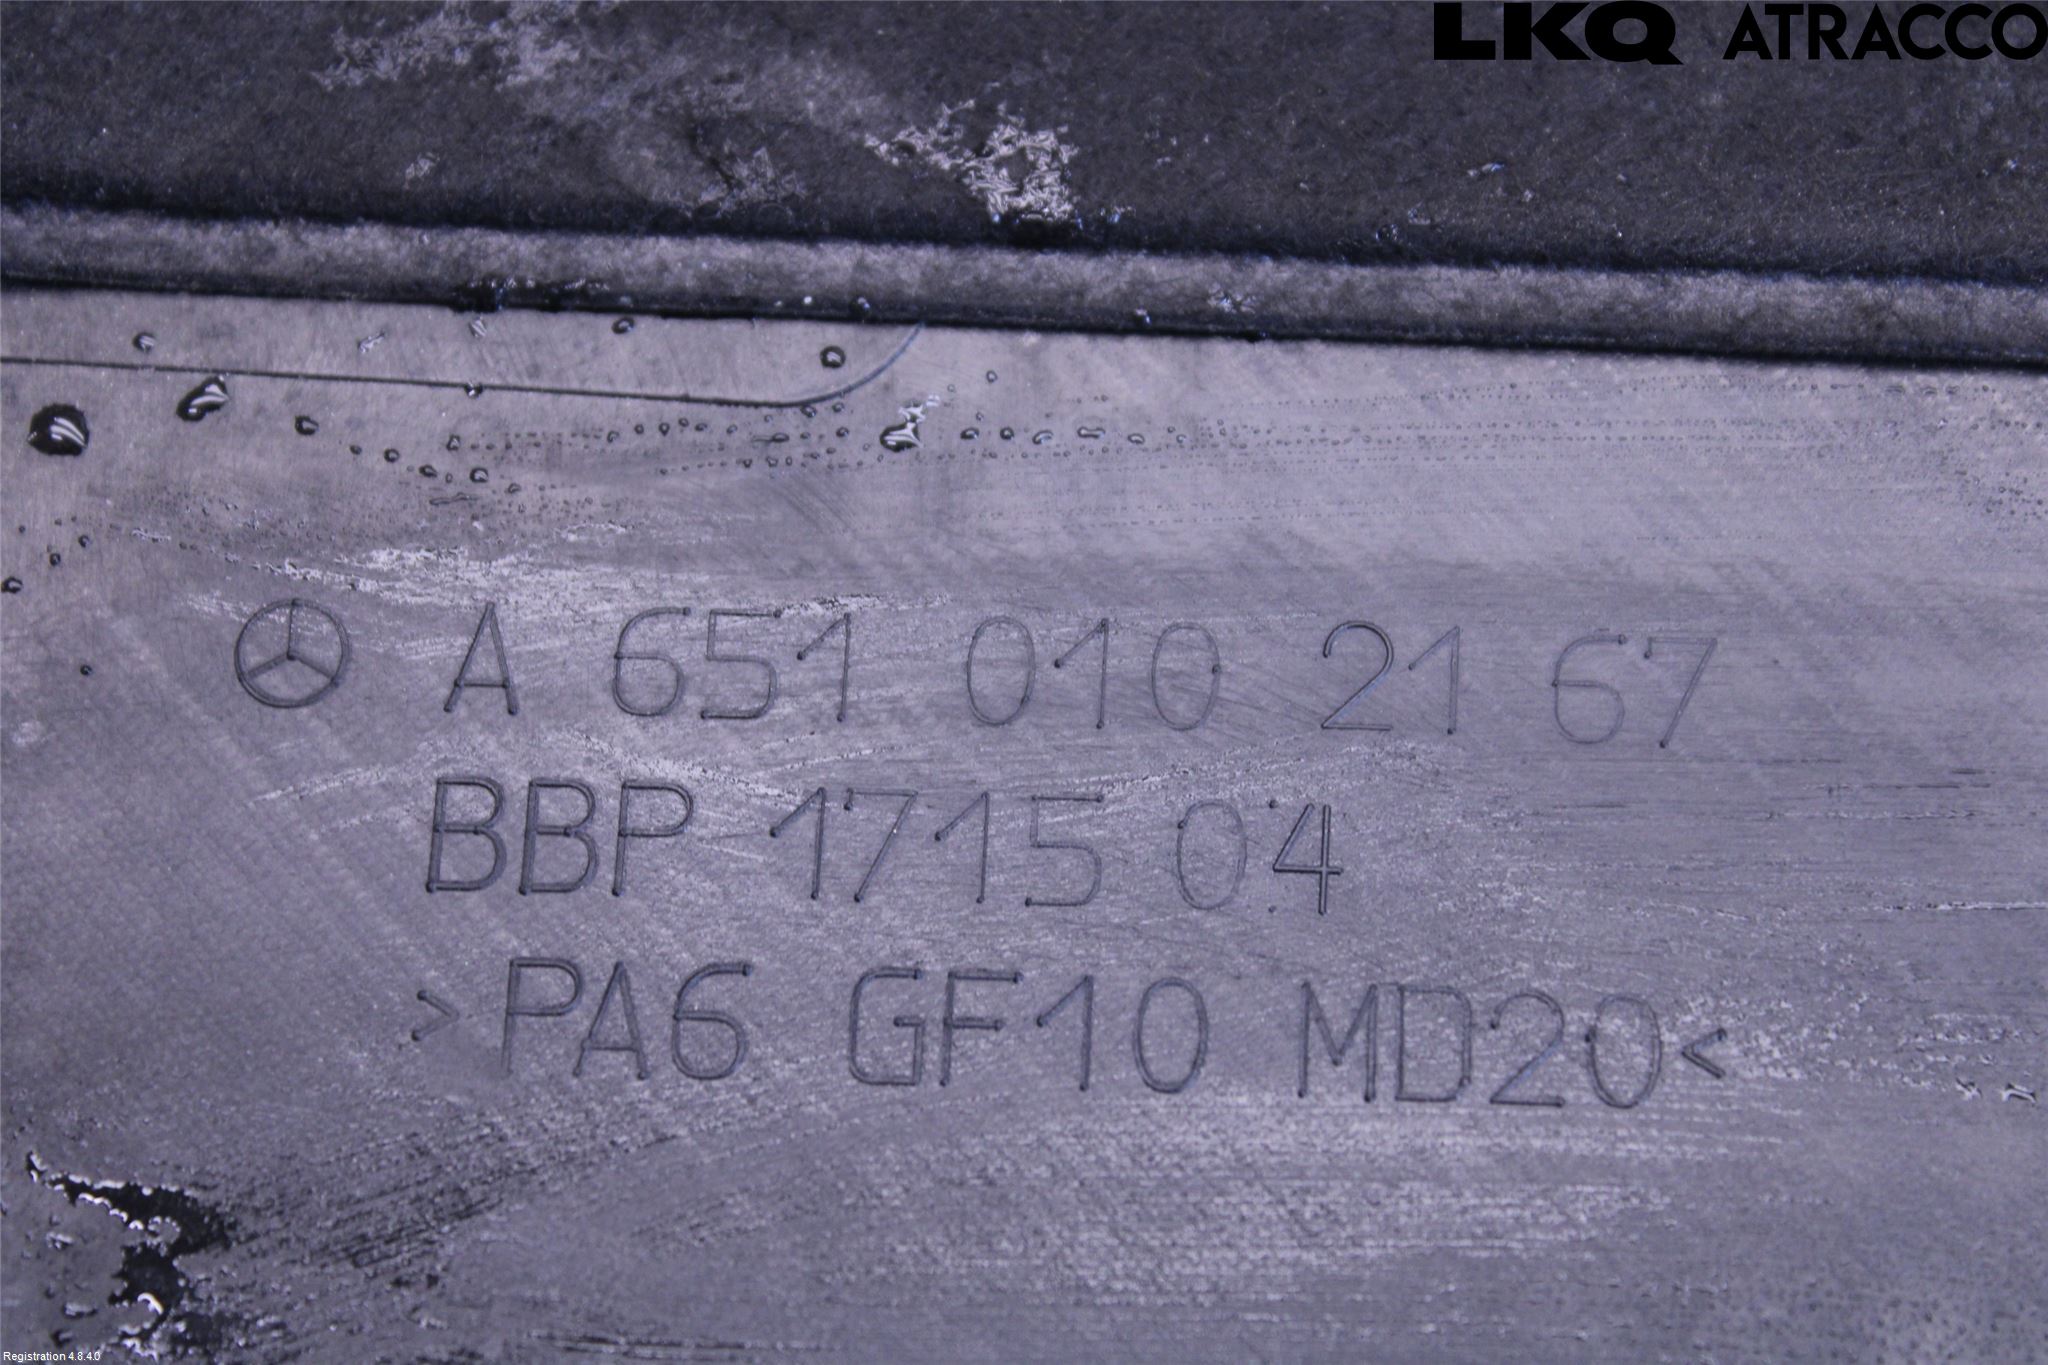 LKQ ATRACCO
A 651 010 21 67
BBP 1715 04
>PA6 GF10 MD20<
Registration 4.8.4.0